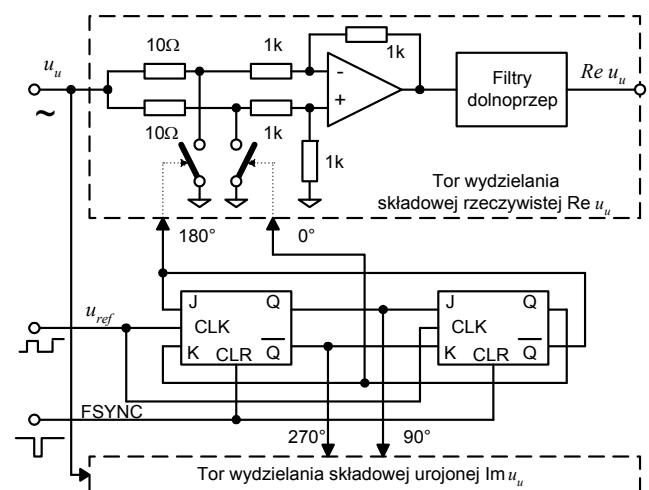 u_u
~
10Ω
1k
1k
-
+
10Ω
1k
1k
Filtry
dolnoprzep
Re u_u
Tor wydzielania
składowej rzeczywistej Re u_u
180°
0°
u_ref
J
Q
CLK
K
CLR
Q̅
J
Q
CLK
K
CLR
Q̅
FSYNC
270°
90°
Tor wydzielania składowej urojonej Im u_u